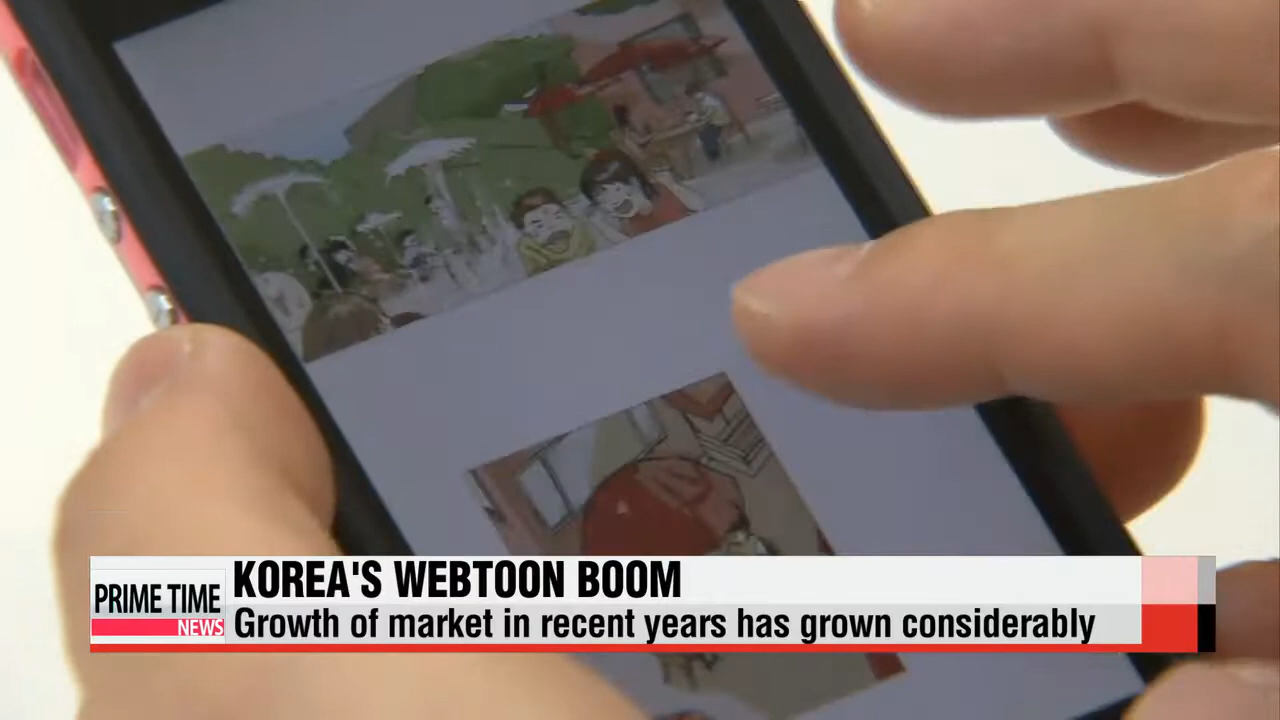 KOREA'S WEBTOON BOOM
PRIME TIME
NEWS
Growth of market in recent years has grown considerably